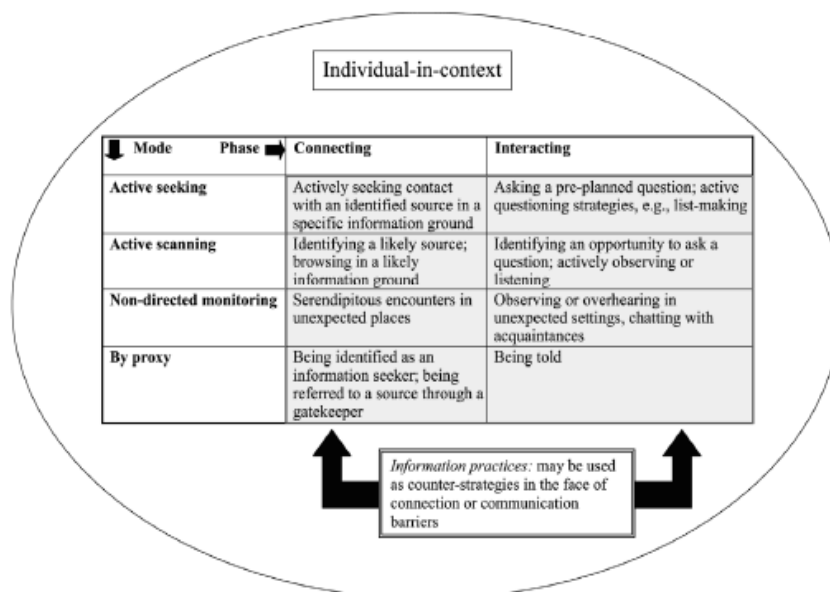 Individual-in-context
Mode Phase Connecting Interacting
Active seeking
Actively seeking contact
with an identified source in a
specific information ground
Asking a pre-planned question; active
questioning strategies, e.g., list-making
Active scanning
Identifying a likely source;
browsing in a likely
information ground
Identifying an opportunity to ask a
question; actively observing or
listening
Non-directed monitoring
Serendipitous encounters in
unexpected places
Observing or overhearing in
unexpected settings, chatting with
acquaintances
By proxy
Being identified as an
information seeker; being
referred to a source through a
gatekeeper
Being told
Information practices: may be used
as counter-strategies in the face of
connection or communication
barriers